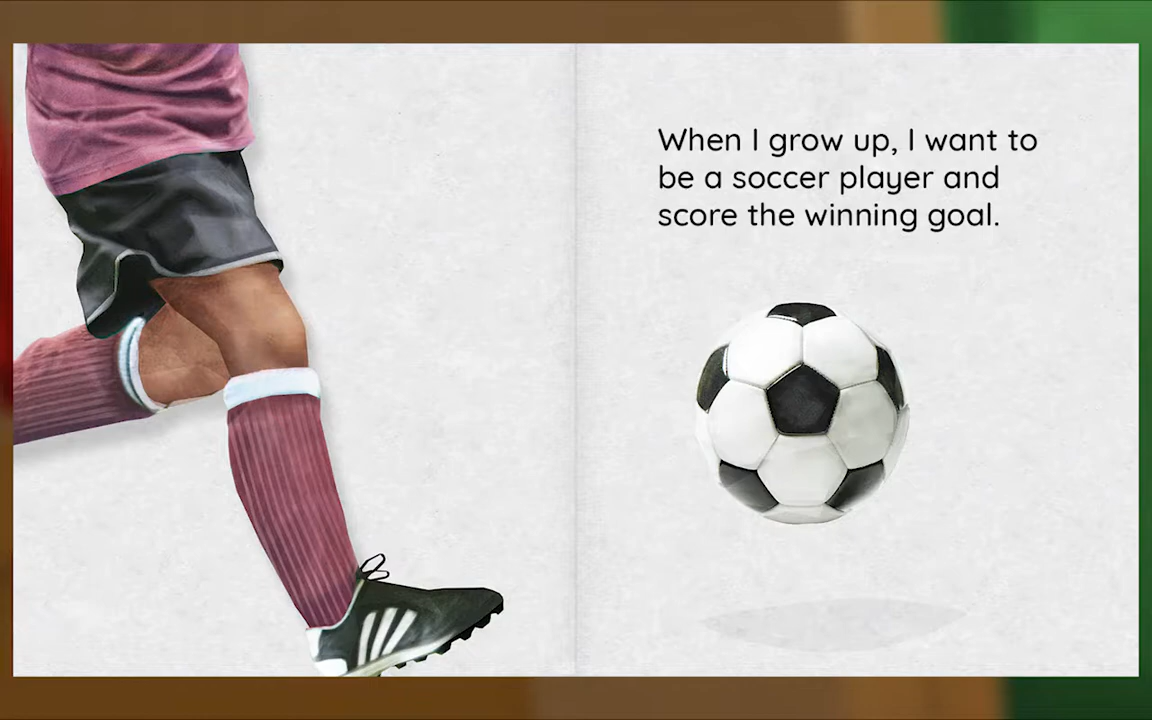 When I grow up, I want to
be a soccer player and
score the winning goal.